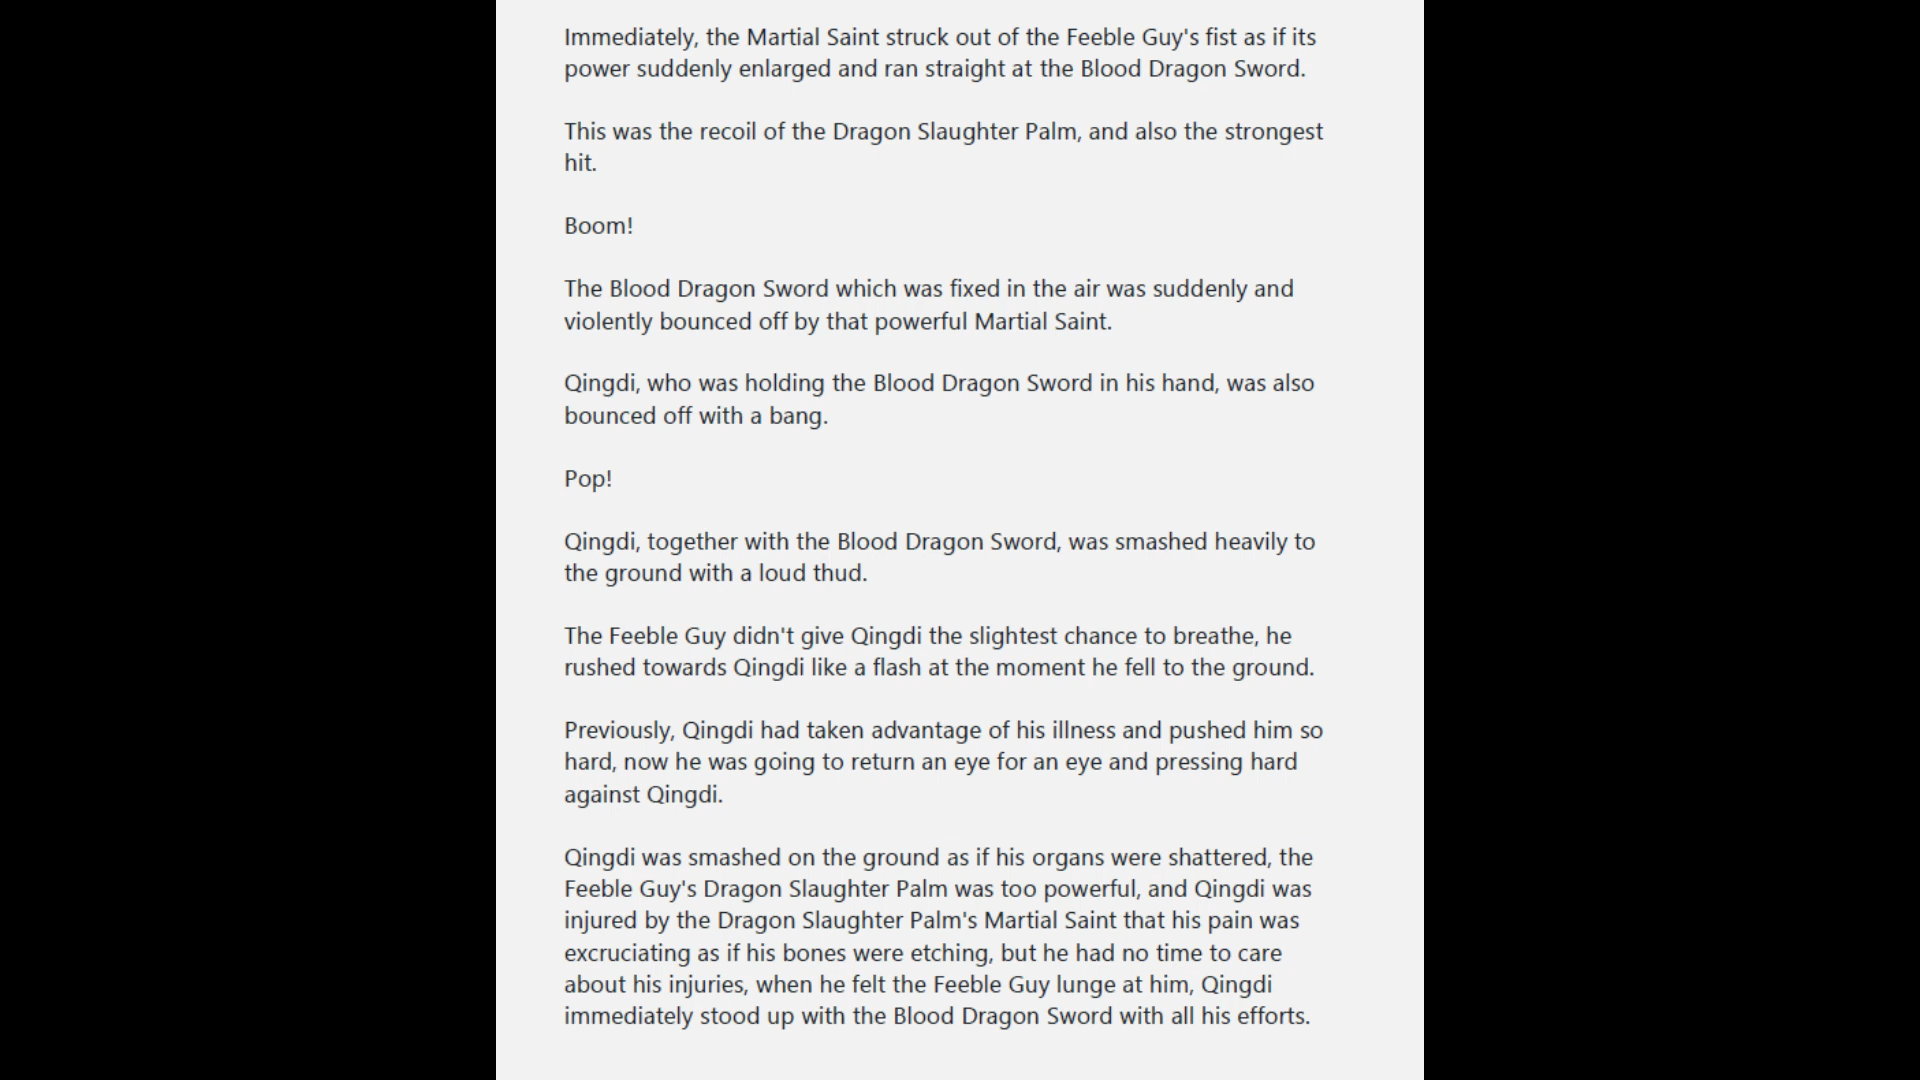 Immediately, the Martial Saint struck out of the Feeble Guy's fist as if its
power suddenly enlarged and ran straight at the Blood Dragon Sword.
This was the recoil of the Dragon Slaughter Palm, and also the strongest
hit.
Boom!
The Blood Dragon Sword which was fixed in the air was suddenly and
violently bounced off by that powerful Martial Saint.
Qingdi, who was holding the Blood Dragon Sword in his hand, was also
bounced off with a bang.
Pop!
Qingdi, together with the Blood Dragon Sword, was smashed heavily to
the ground with a loud thud.
The Feeble Guy didn't give Qingdi the slightest chance to breathe, he
rushed towards Qingdi like a flash at the moment he fell to the ground.
Previously, Qingdi had taken advantage of his illness and pushed him so
hard, now he was going to return an eye for an eye and pressing hard
against Qingdi.
Qingdi was smashed on the ground as if his organs were shattered, the
Feeble Guy's Dragon Slaughter Palm was too powerful, and Qingdi was
injured by the Dragon Slaughter Palm's Martial Saint that his pain was
excruciating as if his bones were etching, but he had no time to care
about his injuries, when he felt the Feeble Guy lunge at him, Qingdi
immediately stood up with the Blood Dragon Sword with all his efforts.